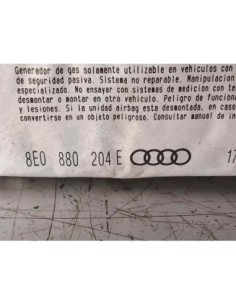 Generador de gas solamente utilizable en vehículos con
de seguridad pasiva. Sistema no reparable. Manipulacion
especializado. No ensayar con sistemas de medicion con
desmontar o montar en otro vehículo. Peligro de
y lesiones. Si la unidad airbag esta desmontada, en caso
convertirse en un objeto peligroso. Consultar manual de
8E0 880 204 E